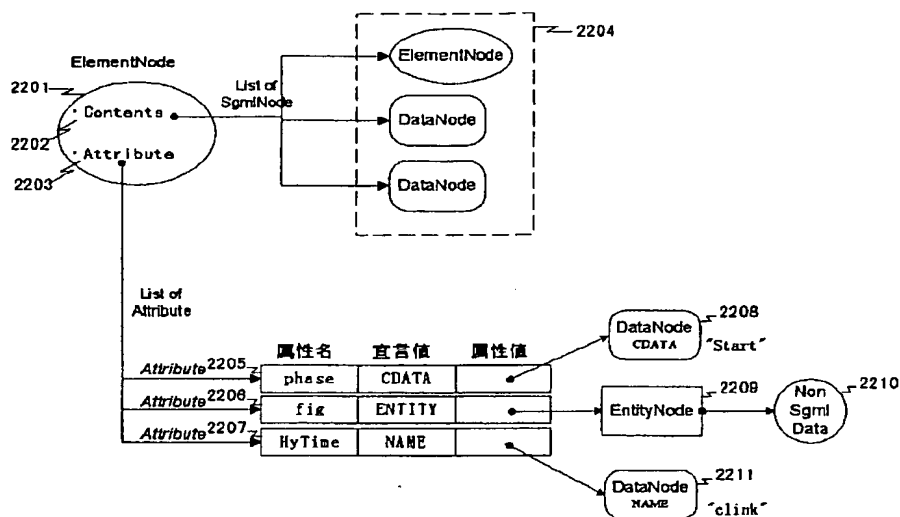 2204
ElementNode
ElementNode
2201
List of
SgmlNode
・Contents
DataNode
2202
・Attribute
2203
DataNode
List of
Attribute
2208
DataNode
CDATA
"Start"
属性名 宣言値 属性値
Attribute 2205
phase CDATA
2209
2210
Attribute 2206
fig ENTITY
EntityNode
Non
Sgml
Data
Attribute 2207
HyTime NAME
2211
DataNode
NAME
"clink"